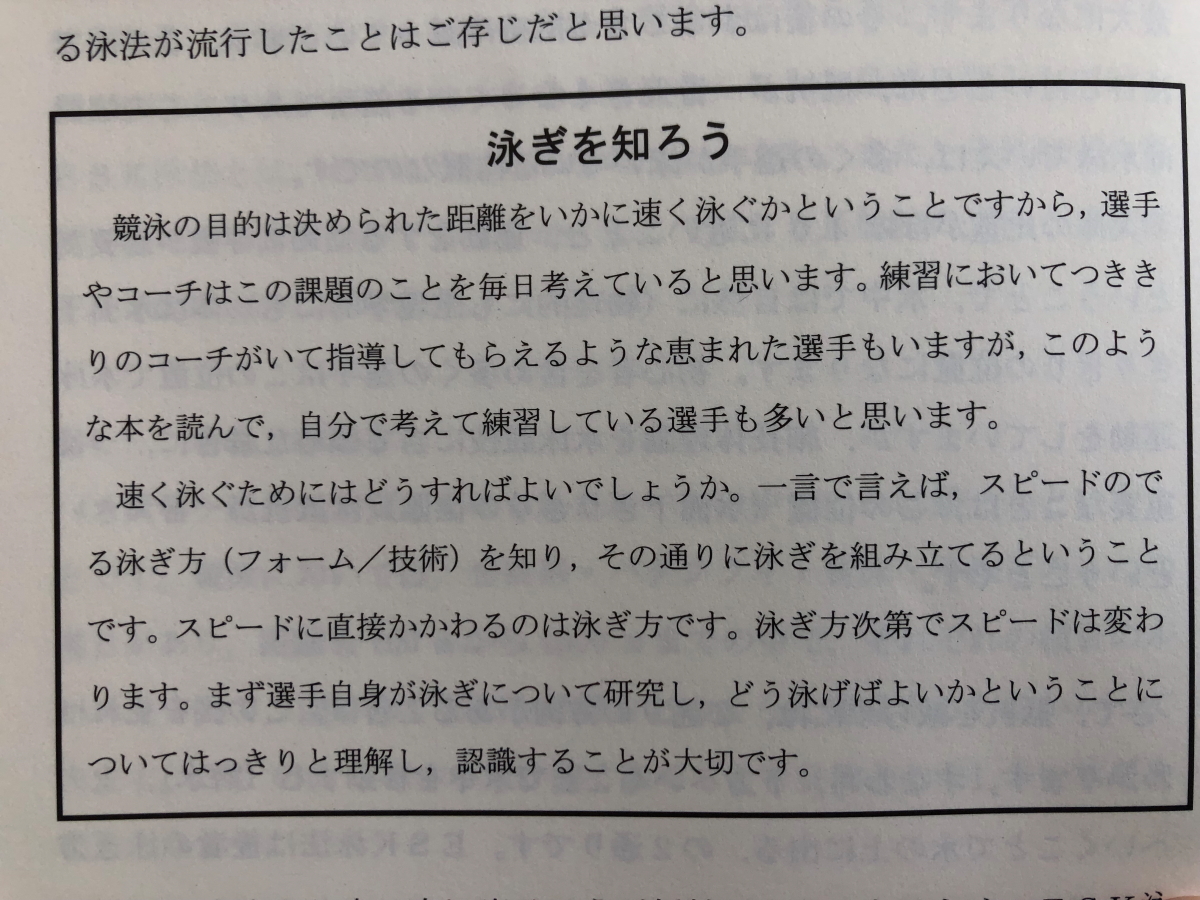 る泳法が流行したことはご存じだと思います。
泳ぎを知ろう
競泳の目的は決められた距離をいかに速く泳ぐかということですから，選手
やコーチはこの課題のことを毎日考えていると思います。練習においてつきき
りのコーチがいて指導してもらえるような恵まれた選手もいますが，このよう
な本を読んで，自分で考えて練習している選手も多いと思います。
速く泳ぐためにはどうすればよいでしょうか。一言で言えば，スピードので
る泳ぎ方（フォーム／技術）を知り，その通りに泳ぎを組み立てるということ
です。スピードに直接かかわるのは泳ぎ方です。泳ぎ方次第でスピードは変わ
ります。まず選手自身が泳ぎについて研究し，どう泳げばよいかということに
ついてはっきりと理解し，認識することが大切です。